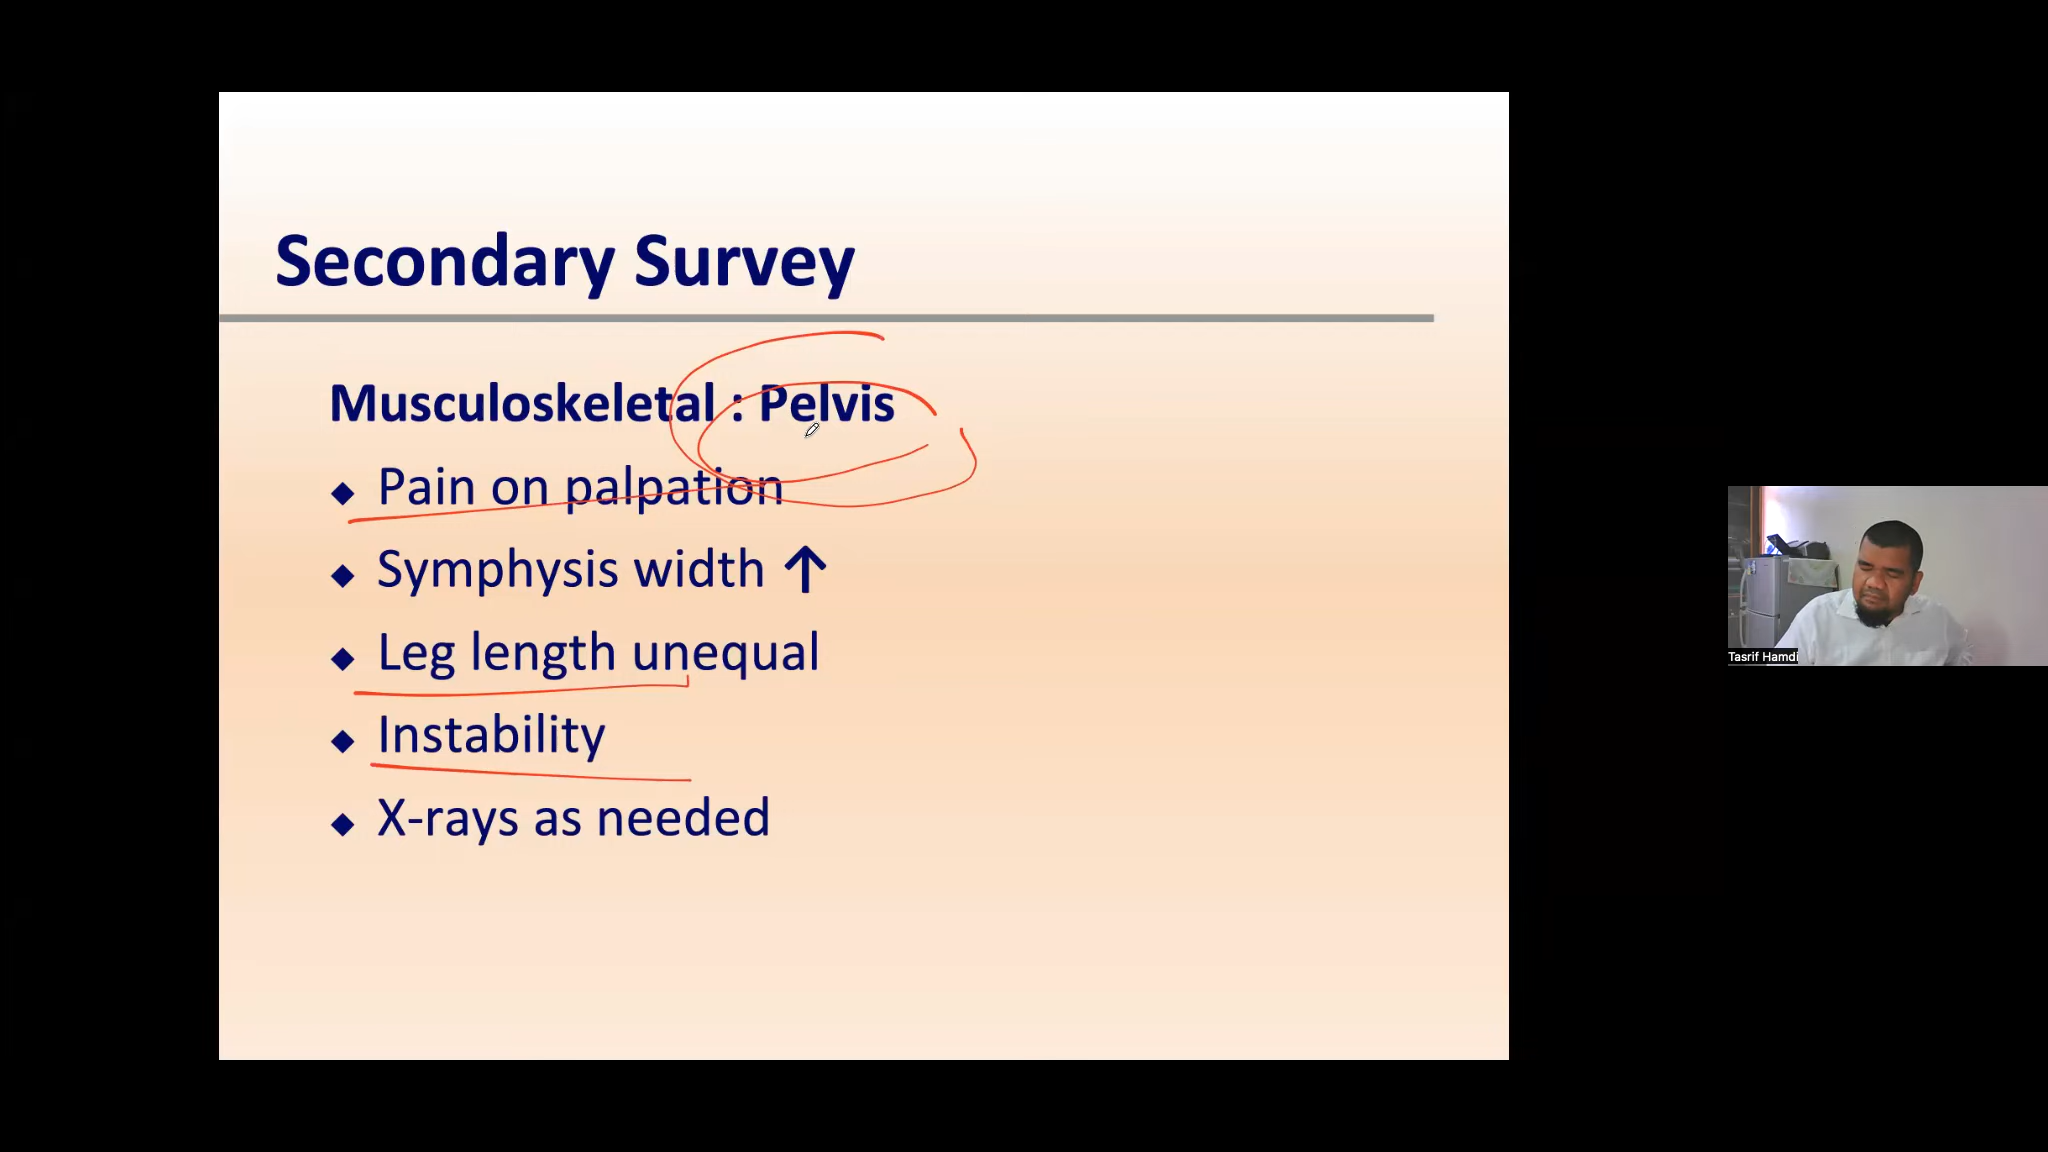 Secondary Survey
Musculoskeletal : Pelvis
◆ Pain on palpation
◆ Symphysis width ↑
◆ Leg length unequal
◆ Instability
◆ X-rays as needed
Tasrif Hamdi